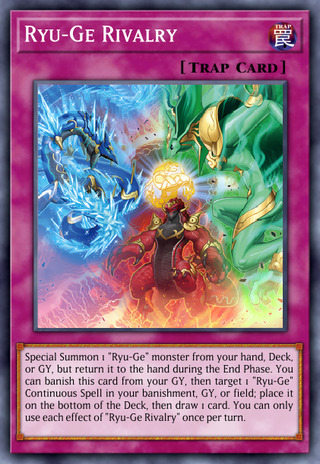 Ryu-Ge Rivalry
TRAP
罠
[ Trap Card ]
Special Summon 1 "Ryu-Ge" monster from your hand, Deck,
or GY, but return it to the hand during the End Phase. You
can banish this card from your GY, then target 1 "Ryu-Ge"
Continuous Spell in your banishment, GY, or field; place it
on the bottom of the Deck, then draw 1 card. You can only
use each effect of "Ryu-Ge Rivalry" once per turn.